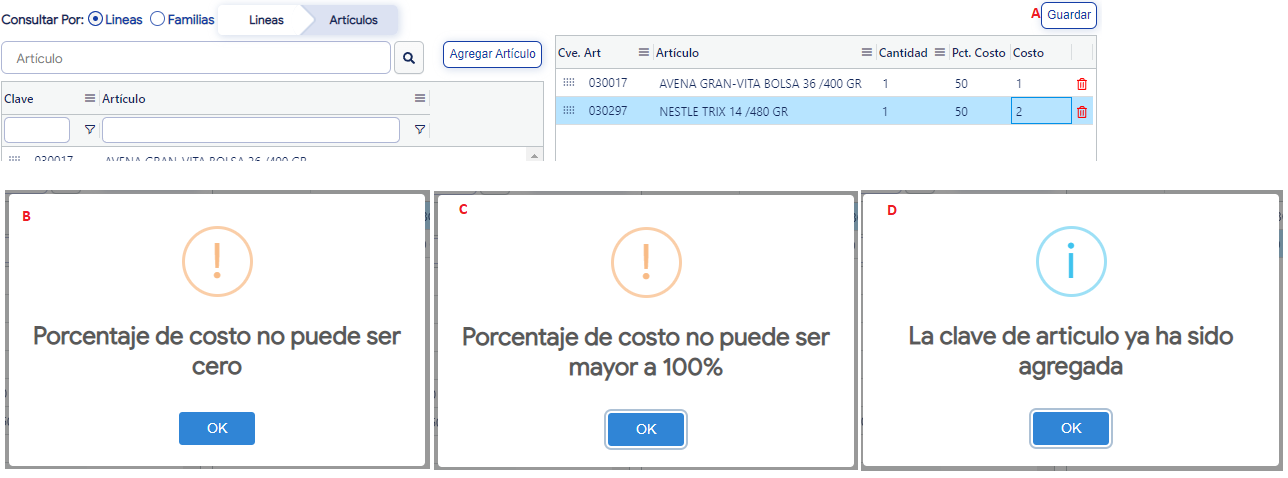 Consultar Por: Lineas Familias Lineas Artículos
A Guardar
Artículo
Agregar Artículo
Clave Artículo
030017 AVENA GRAN-VITA BOLSA 36 /400 GR
Cve. Art Artículo Cantidad Pct. Costo Costo
030017 AVENA GRAN-VITA BOLSA 36 /400 GR 1 50 1
030297 NESTLE TRIX 14 /480 GR 1 50 2
B
Porcentaje de costo no puede ser
cero
OK
C
Porcentaje de costo no puede ser
mayor a 100%
OK
D
La clave de articulo ya ha sido
agregada
OK